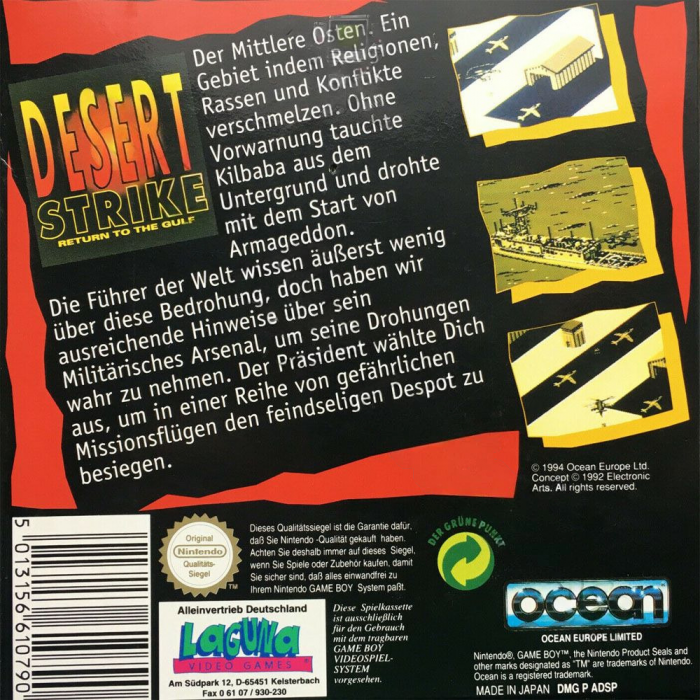 Der Mittlere Osten. Ein
Gebiet indem Religionen,
Rassen und Konflikte
verschmelzen. Ohne
Vorwarnung tauchte
Kilbaba aus dem
Untergrund und drohte
mit dem Start von
Armageddon.
DESERT
STRIKE
RETURN TO THE GULF
Die Führer der Welt wissen äußerst wenig
über diese Bedrohung, doch haben wir
ausreichende Hinweise über sein
Militärisches Arsenal, um seine Drohungen
wahr zu nehmen. Der Präsident wählte Dich
aus, um in einer Reihe von gefährlichen
Missionsflügen den feindseligen Despot zu
besiegen.
© 1994 Ocean Europe Ltd.
Concept © 1992 Electronic
Arts. All rights reserved.
5 013156 610790
Original
Nintendo
Qualitäts-
Siegel
TM
Dieses Qualitätssiegel ist die Garantie dafür,
daß Sie Nintendo -Qualität gekauft haben.
Achten Sie deshalb immer auf dieses Siegel,
wenn Sie Spiele oder Zubehör kaufen, damit
Sie sicher sind, daß alles einwandfrei zu
Ihrem Nintendo GAME BOY System paßt.
DER GRÜNE PUNKT
Alleinvertrieb Deutschland
LAGUNA
VIDEO GAMES
Am Südpark 12, D-65451 Kelsterbach
Fax 0 61 07 / 930-230
Diese Spielkassette
ist ausschließlich
für den Gebrauch
mit dem tragbaren
GAME BOY
VIDEOSPIEL-
SYSTEM
vorgesehen.
ocean
OCEAN EUROPE LIMITED
Nintendo®, GAME BOY™, the Nintendo Product Seals and
other marks designated as "TM" are trademarks of Nintendo.
Ocean is a registered trademark.
MADE IN JAPAN DMG P ADSP